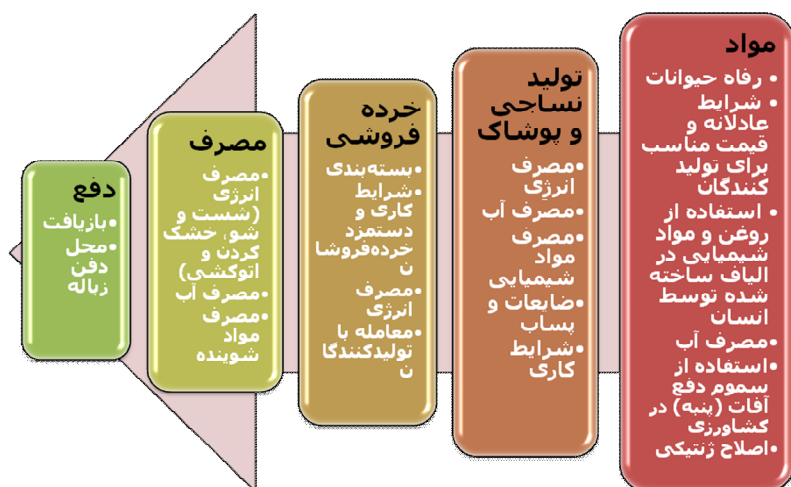 مواد
• رفاه حیوانات
• شرایط
عادلانه و
قیمت مناسب
برای تولید
کنندگان
• استفاده از
روغن و مواد
شیمیایی در
الیاف ساخته
شده توسط
انسان
• مصرف آب
• استفاده از
سموم دفع
آفات (پنبه) در
کشاورزی
• اصلاح ژنتیکی
تولید
نساجی
و پوشاک
• مصرف
انرژی
• مصرف آب
• مصرف
مواد
شیمیایی
• ضایعات و
پساب
• شرایط
کاری
خرده
فروشی
• بسته‌بندی
• شرایط
کاری و
دستمزد
خرده‌فروشا
ن
• مصرف
انرژی
• معامله با
تولیدکنندگا
ن
مصرف
• مصرف
انرژی
(شست و
شو، خشک
کردن و
اتوکشی)
• مصرف آب
• مصرف
مواد
شوینده
دفع
• بازیافت
• محل
دفن
زباله